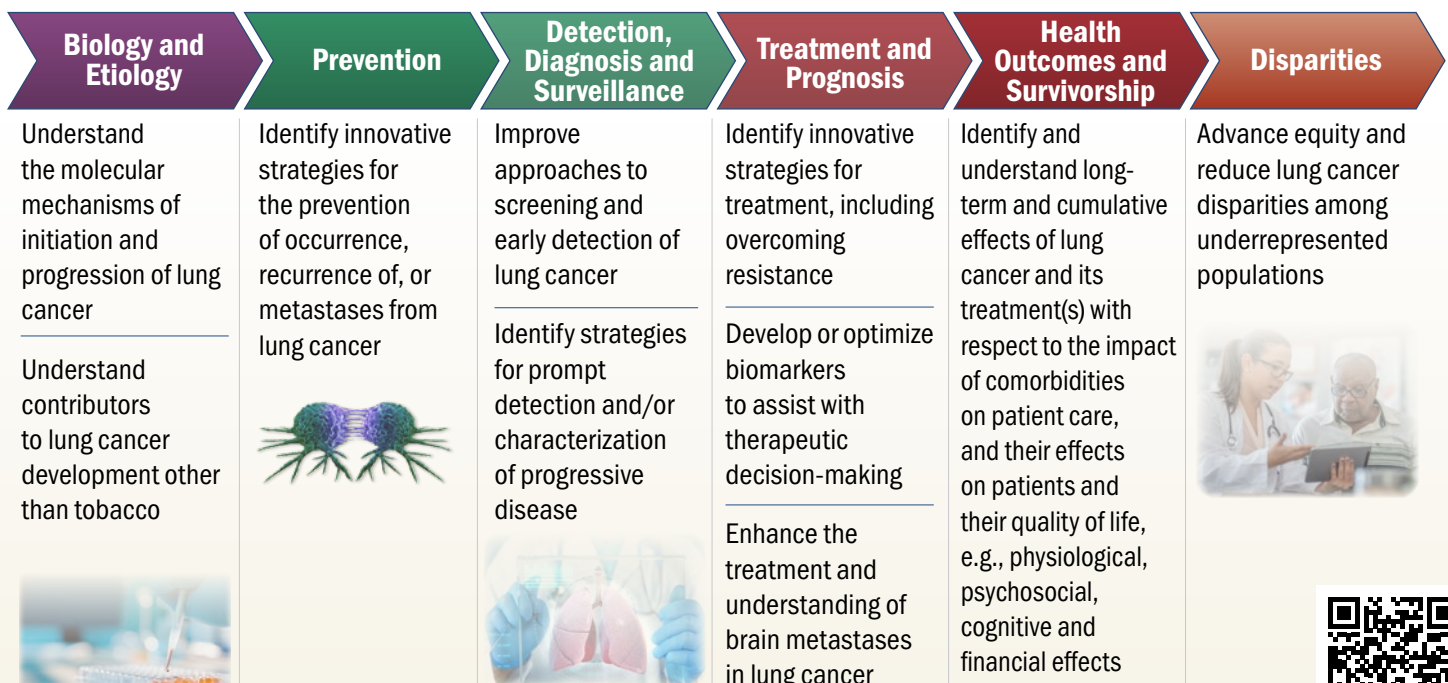 Biology and
Etiology
Understand
the molecular
mechanisms of
initiation and
progression of lung
cancer
Understand
contributors
to lung cancer
development other
than tobacco
Prevention
Identify innovative
strategies for
the prevention
of occurrence,
recurrence of, or
metastases from
lung cancer
Detection,
Diagnosis and
Surveillance
Improve
approaches to
screening and
early detection of
lung cancer
Identify strategies
for prompt
detection and/or
characterization
of progressive
disease
Treatment and
Prognosis
Identify innovative
strategies for
treatment, including
overcoming
resistance
Develop or optimize
biomarkers
to assist with
therapeutic
decision-making
Enhance the
treatment and
understanding of
brain metastases
in lung cancer
Health
Outcomes and
Survivorship
Identify and
understand long-
term and cumulative
effects of lung
cancer and its
treatment(s) with
respect to the impact
of comorbidities
on patient care,
and their effects
on patients and
their quality of life,
e.g., physiological,
psychosocial,
cognitive and
financial effects
Disparities
Advance equity and
reduce lung cancer
disparities among
underrepresented
populations